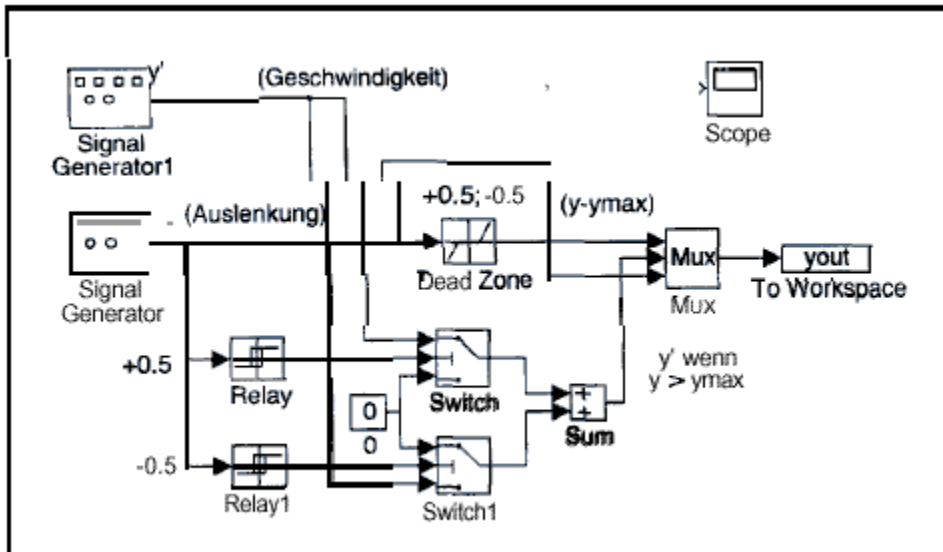 y'
(Geschwindigkeit)
Signal
Generator1
Scope
(Auslenkung)
+0.5; -0.5
(y-ymax)
Dead Zone
Mux
Mux
yout
To Workspace
Signal
Generator
+0.5
Relay
0
0
Switch
+
+
Sum
y' wenn
y > ymax
-0.5
Relay1
Switch1